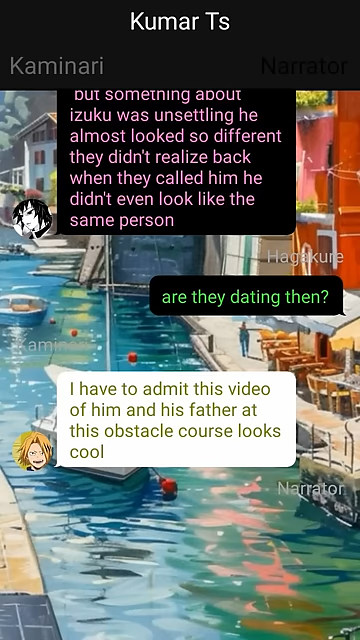 Kumar Ts
Kaminari
Narrator
but something about
izuku was unsettling he
almost looked so different
they didn't realize back
when they called him he
didn't even look like the
same person
Hagakure
are they dating then?
Kaminari
I have to admit this video
of him and his father at
this obstacle course looks
cool
Narrator